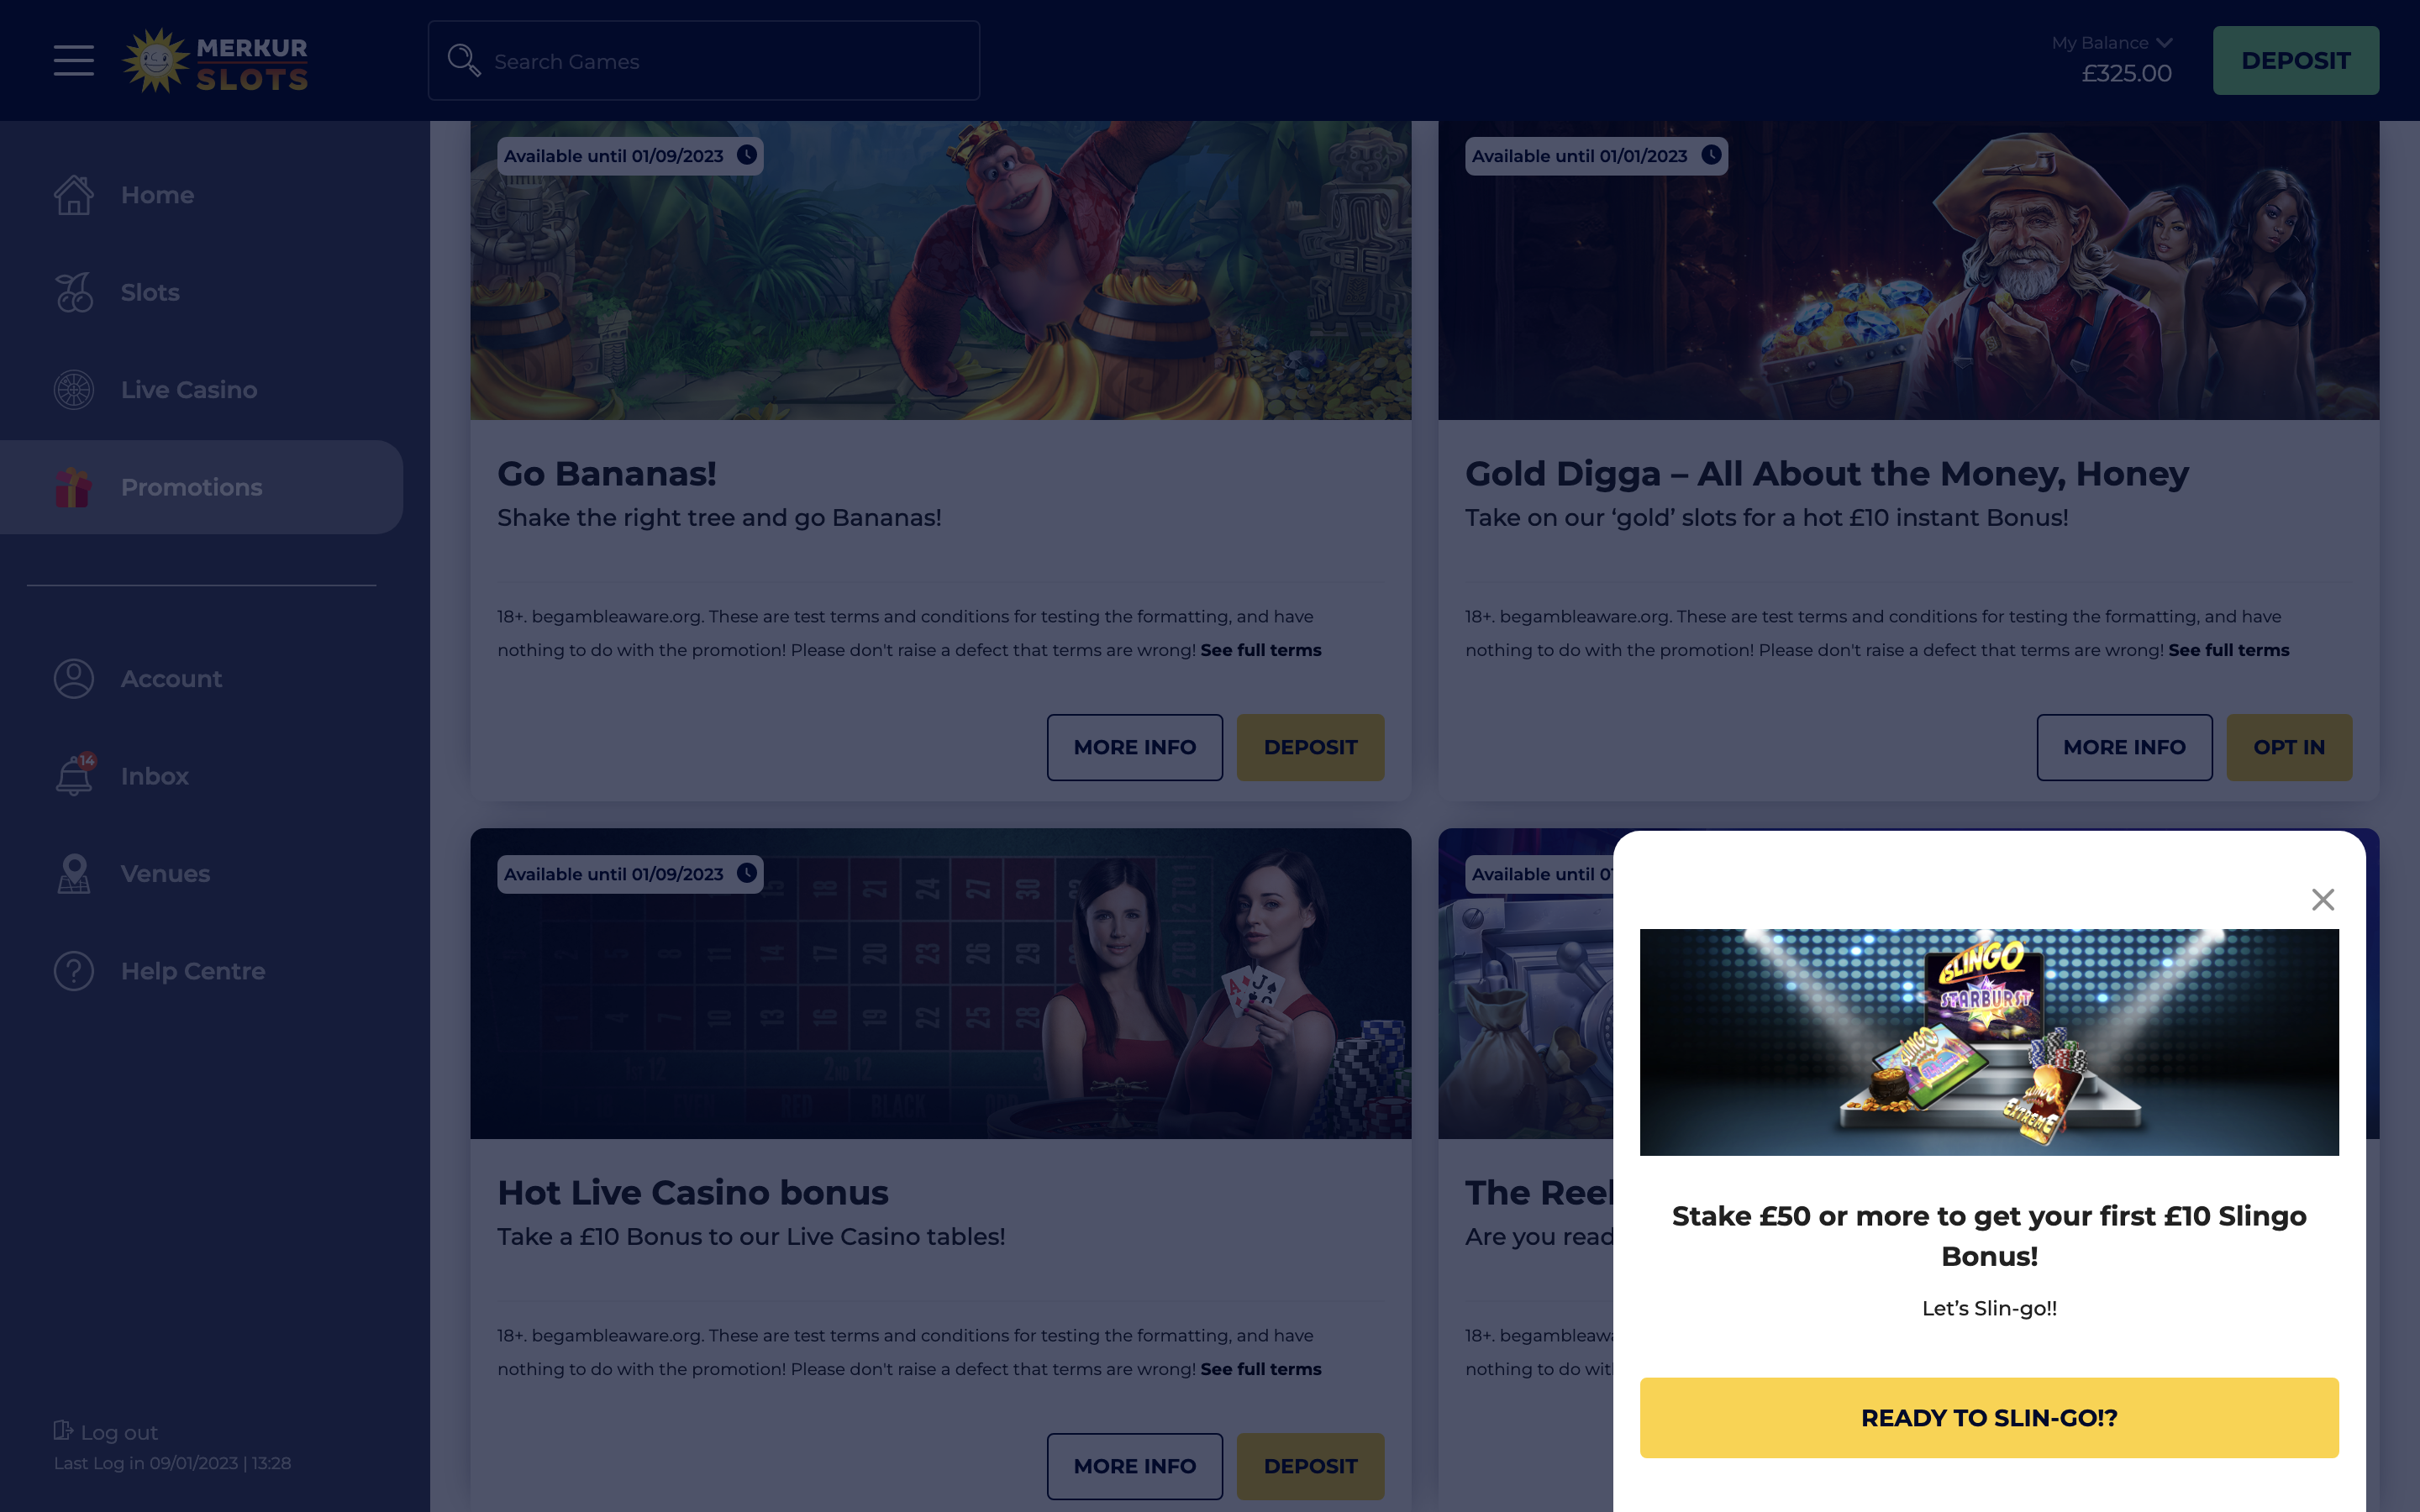 MERKUR
SLOTS
Search Games
My Balance
£325.00
DEPOSIT
Home
Slots
Live Casino
Promotions
Account
14
Inbox
Venues
Help Centre
Log out
Last Log in 09/01/2023 | 13:28
Available until 01/09/2023
Go Bananas!
Shake the right tree and go Bananas!
18+. begambleaware.org. These are test terms and conditions for testing the formatting, and have
nothing to do with the promotion! Please don't raise a defect that terms are wrong! See full terms
MORE INFO
DEPOSIT
Available until 01/01/2023
Gold Digga – All About the Money, Honey
Take on our ‘gold’ slots for a hot £10 instant Bonus!
18+. begambleaware.org. These are test terms and conditions for testing the formatting, and have
nothing to do with the promotion! Please don't raise a defect that terms are wrong! See full terms
MORE INFO
OPT IN
Available until 01/09/2023
Hot Live Casino bonus
Take a £10 Bonus to our Live Casino tables!
18+. begambleaware.org. These are test terms and conditions for testing the formatting, and have
nothing to do with the promotion! Please don't raise a defect that terms are wrong! See full terms
MORE INFO
DEPOSIT
Available until
The Reel
Are you
18+.
nothing to do
SLINGO
STARBURST
SLINGO
SLINGO
EXTREME
Stake £50 or more to get your first £10 Slingo
Bonus!
Let’s Slin-go!!
READY TO SLIN-GO!?